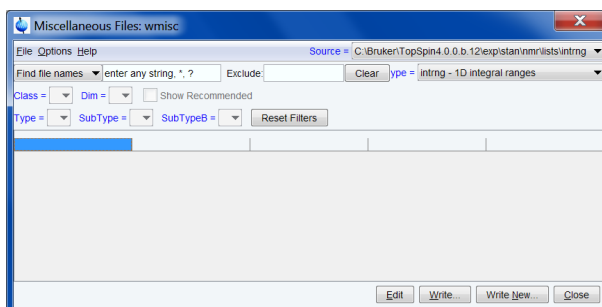 Miscellaneous Files: wmisc
File Options Help Source = C:\Bruker\TopSpin4.0.0.b.12\exp\stan\nmr\lists\intrng
Find file names enter any string, *, ? Exclude: Clear ype = intrng - 1D integral ranges
Class = Dim = Show Recommended
Type = SubType = SubTypeB = Reset Filters
Edit Write... Write New... Close